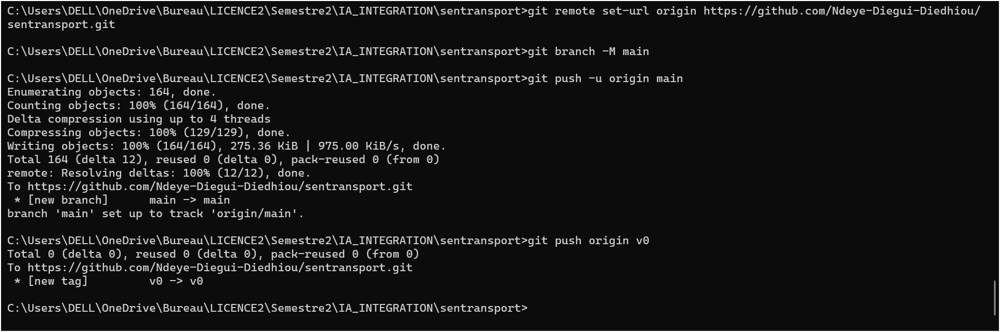 C:\Users\DELL\OneDrive\Bureau\LICENCE2\Semestre2\IA_INTEGRATION\sentransport>git remote set-url origin https://github.com/Ndeye-Diegui-Diedhiou/
sentransport.git
C:\Users\DELL\OneDrive\Bureau\LICENCE2\Semestre2\IA_INTEGRATION\sentransport>git branch -M main
C:\Users\DELL\OneDrive\Bureau\LICENCE2\Semestre2\IA_INTEGRATION\sentransport>git push -u origin main
Enumerating objects: 164, done.
Counting objects: 100% (164/164), done.
Delta compression using up to 4 threads
Compressing objects: 100% (129/129), done.
Writing objects: 100% (164/164), 275.36 KiB | 975.00 KiB/s, done.
Total 164 (delta 12), reused 0 (delta 0), pack-reused 0 (from 0)
remote: Resolving deltas: 100% (12/12), done.
To https://github.com/Ndeye-Diegui-Diedhiou/sentransport.git
 * [new branch]      main -> main
branch 'main' set up to track 'origin/main'.
C:\Users\DELL\OneDrive\Bureau\LICENCE2\Semestre2\IA_INTEGRATION\sentransport>git push origin v0
Total 0 (delta 0), reused 0 (delta 0), pack-reused 0 (from 0)
To https://github.com/Ndeye-Diegui-Diedhiou/sentransport.git
 * [new tag]         v0 -> v0
C:\Users\DELL\OneDrive\Bureau\LICENCE2\Semestre2\IA_INTEGRATION\sentransport>